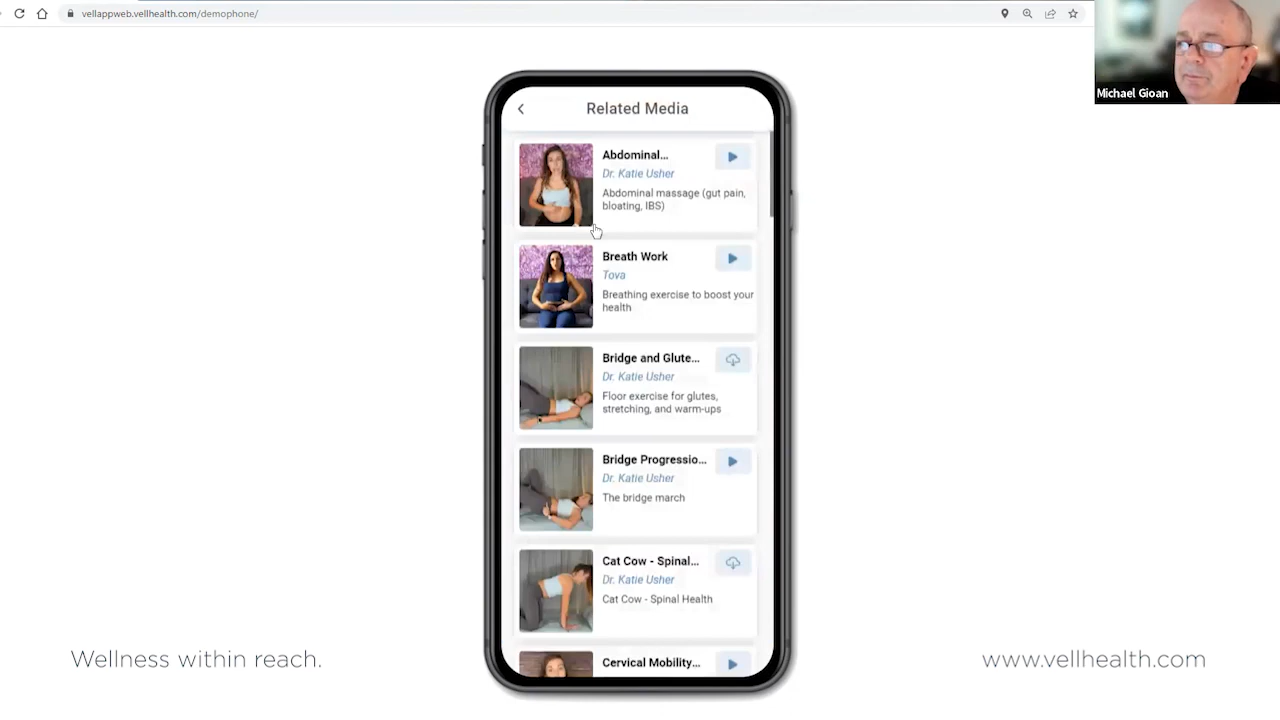 vellappweb.vellhealth.com/demophone/
Michael Gioan
Related Media
Abdominal...
Dr. Katie Usher
Abdominal massage (gut pain,
bloating, IBS)
Breath Work
Tova
Breathing exercise to boost your
health
Bridge and Glute...
Dr. Katie Usher
Floor exercise for glutes,
stretching, and warm-ups
Bridge Progressio...
Dr. Katie Usher
The bridge march
Cat Cow - Spinal...
Dr. Katie Usher
Cat Cow - Spinal Health
Cervical Mobility...
Wellness within reach.
www.vellhealth.com